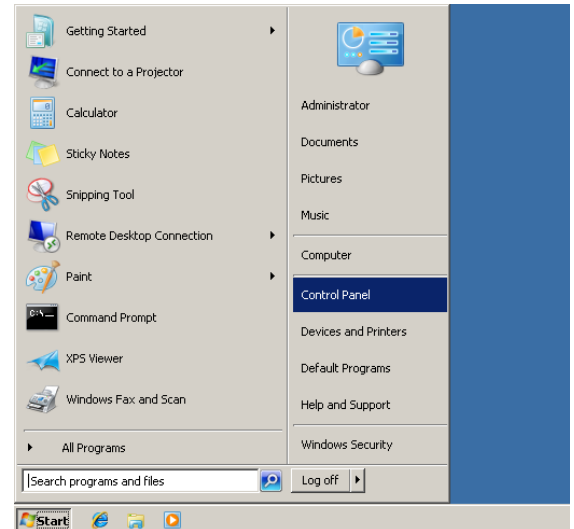 Getting Started
Connect to a Projector
Calculator
Sticky Notes
Snipping Tool
Remote Desktop Connection
Paint
Command Prompt
XPS Viewer
Windows Fax and Scan
All Programs
Search programs and files
Administrator
Documents
Pictures
Music
Computer
Control Panel
Devices and Printers
Default Programs
Help and Support
Windows Security
Log off
Start